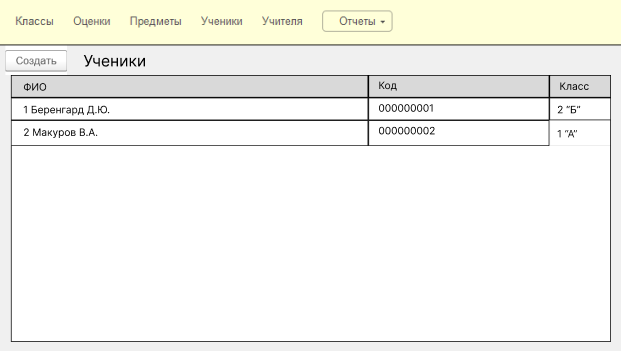 Классы Оценки Предметы Ученики Учителя Отчеты
Создать Ученики
ФИО Код Класс
1 Беренгард Д.Ю. 000000001 2 "Б"
2 Макуров В.А. 000000002 1 "А"